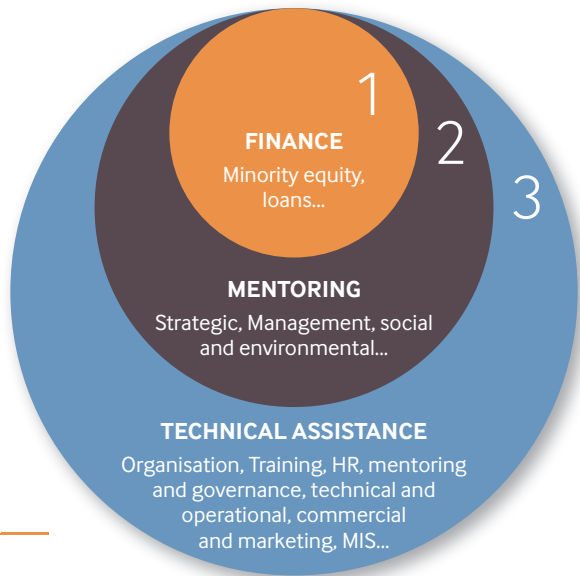 1
FINANCE
Minority equity,
loans...
2
MENTORING
Strategic, Management, social
and environmental...
3
TECHNICAL ASSISTANCE
Organisation, Training, HR, mentoring
and governance, technical and
operational, commercial
and marketing, MIS...